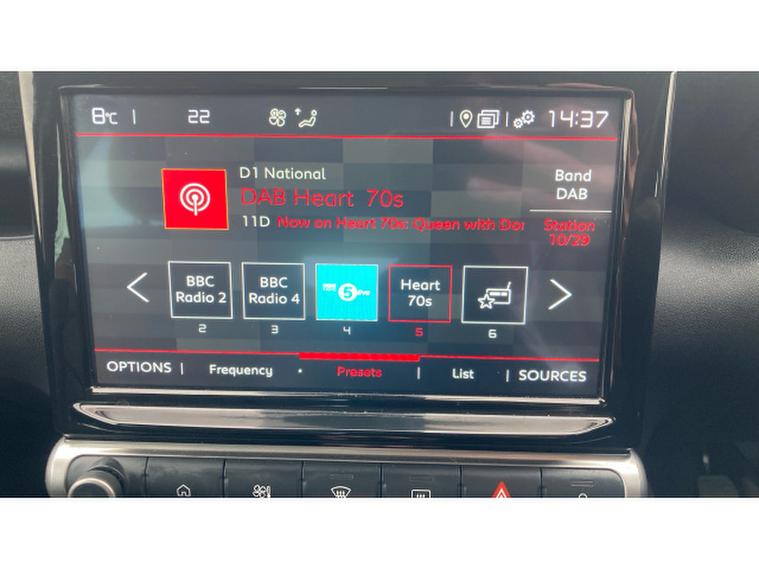 8°C | 22 14:37
D1 National
DAB Heart 70s
11D Now on Heart 70s: Queen with Don
Band
DAB
Station
10/29
BBC
Radio 2
BBC
Radio 4
5 live
Heart
70s
2 3 4 5 6
OPTIONS | Frequency • Presets | List | SOURCES